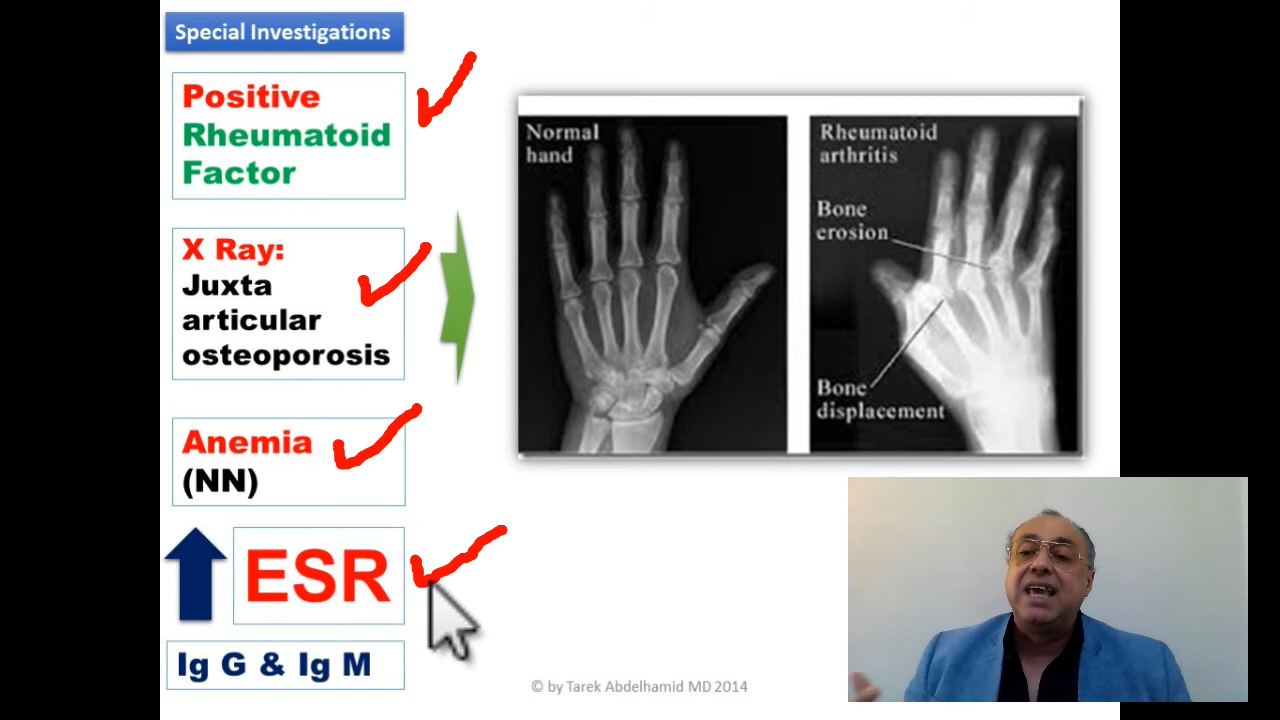 Special Investigations
Positive
Rheumatoid
Factor
X Ray:
Juxta
articular
osteoporosis
Anemia
(NN)
ESR
Ig G & Ig M
Normal
hand
Rheumatoid
arthritis
Bone
erosion
Bone
displacement
© by Tarek Abdelhamid MD 2014